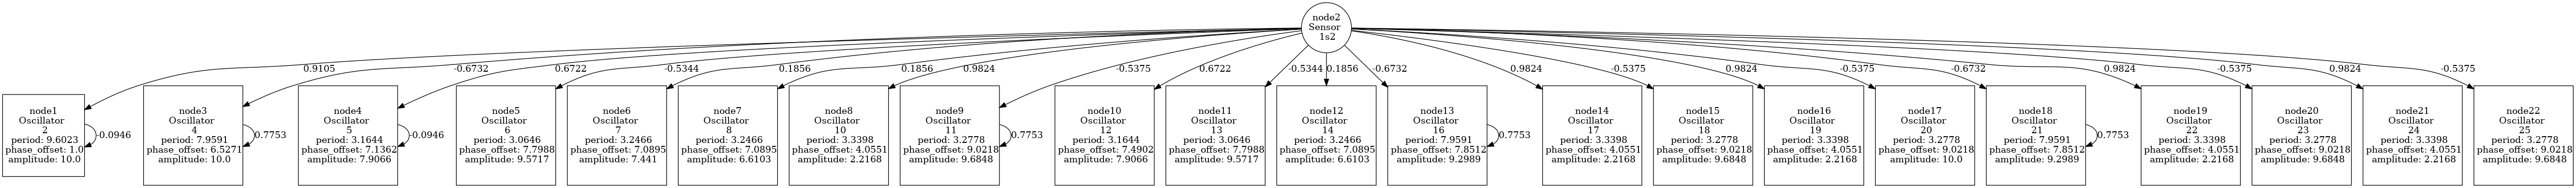 node2
Sensor
1s2
0.9105
-0.6732
0.6722
-0.5344
0.1856
0.1856
0.9824
-0.5375
0.6722
-0.5344
0.1856
-0.6732
0.9824
-0.5375
0.9824
-0.5375
-0.6732
0.9824
-0.5375
0.9824
-0.5375
node1
Oscillator
2
period: 9.6023
phase_offset: 1.0
amplitude: 10.0
-0.0946
node3
Oscillator
4
period: 7.9591
phase_offset: 6.5271
amplitude: 10.0
0.7753
node4
Oscillator
5
period: 3.1644
phase_offset: 7.1362
amplitude: 7.9066
-0.0946
node5
Oscillator
6
period: 3.0646
phase_offset: 7.7988
amplitude: 9.5717
node6
Oscillator
7
period: 3.2466
phase_offset: 7.0895
amplitude: 7.441
node7
Oscillator
8
period: 3.2466
phase_offset: 7.0895
amplitude: 6.6103
node8
Oscillator
10
period: 3.3398
phase_offset: 4.0551
amplitude: 2.2168
node9
Oscillator
11
period: 3.2778
phase_offset: 9.0218
amplitude: 9.6848
0.7753
node10
Oscillator
12
period: 3.1644
phase_offset: 7.4902
amplitude: 7.9066
node11
Oscillator
13
period: 3.0646
phase_offset: 7.7988
amplitude: 9.5717
node12
Oscillator
14
period: 3.2466
phase_offset: 7.0895
amplitude: 6.6103
node13
Oscillator
16
period: 7.9591
phase_offset: 7.8512
amplitude: 9.2989
0.7753
node14
Oscillator
17
period: 3.3398
phase_offset: 4.0551
amplitude: 2.2168
node15
Oscillator
18
period: 3.2778
phase_offset: 9.0218
amplitude: 9.6848
node16
Oscillator
19
period: 3.3398
phase_offset: 4.0551
amplitude: 2.2168
node17
Oscillator
20
period: 3.2778
phase_offset: 9.0218
amplitude: 10.0
node18
Oscillator
21
period: 7.9591
phase_offset: 7.8512
amplitude: 9.2989
0.7753
node19
Oscillator
22
period: 3.3398
phase_offset: 4.0551
amplitude: 2.2168
node20
Oscillator
23
period: 3.2778
phase_offset: 9.0218
amplitude: 9.6848
node21
Oscillator
24
period: 3.3398
phase_offset: 4.0551
amplitude: 2.2168
node22
Oscillator
25
period: 3.2778
phase_offset: 9.0218
amplitude: 9.6848